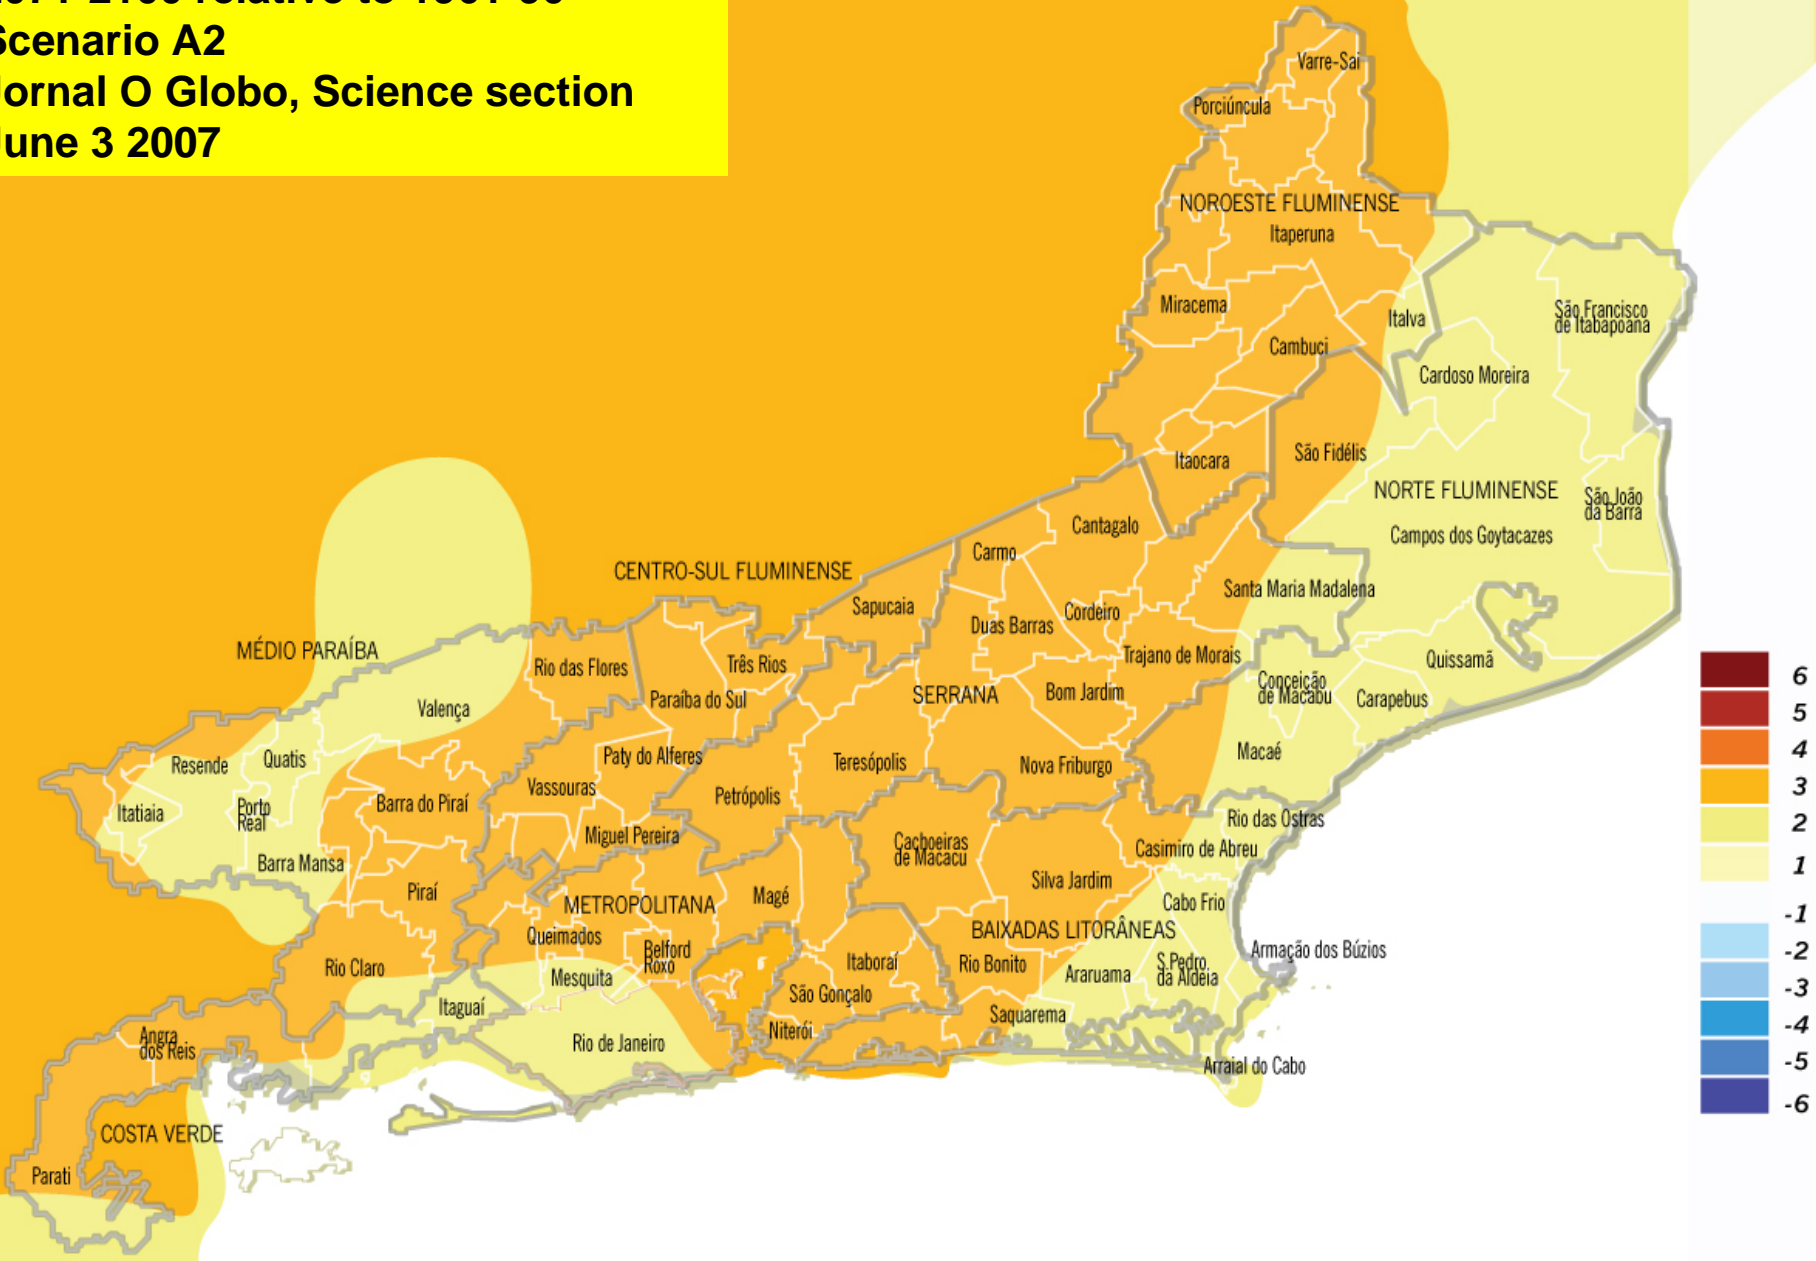 Scenario A2
Jornal O Globo, Science section
June 3 2007
Varre-Sai
Porciúncula
NOROESTE FLUMINENSE
Itaperuna
Miracema
Italva
São Francisco
de Itabapoana
Cambuci
Cardoso Moreira
Itaocara
São Fidélis
NORTE FLUMINENSE
São João
da Barra
Campos dos Goytacazes
Cantagalo
Carmo
CENTRO-SUL FLUMINENSE
Sapucaia
Santa Maria Madalena
Cordeiro
Duas Barras
MÉDIO PARAÍBA
Rio das Flores
Três Rios
Trajano de Morais
Quissamã
Conceição
de Macabu
Carapebus
Paraíba do Sul
SERRANA
Bom Jardim
Valença
Resende
Quatis
Paty do Alferes
Teresópolis
Nova Friburgo
Macaé
Itatiaia
Porto
Real
Barra do Piraí
Vassouras
Petrópolis
Miguel Pereira
Rio das Ostras
Cachoeiras
de Macacu
Casimiro de Abreu
Barra Mansa
Piraí
Silva Jardim
METROPOLITANA
Magé
Cabo Frio
BAIXADAS LITORÂNEAS
Queimados
Belford
Roxo
Armação dos Búzios
Rio Claro
Mesquita
Itaboraí
Rio Bonito
Araruama
S.Pedro
da Aldeia
Itaguaí
São Gonçalo
Saquarema
Niterói
Angra
dos Reis
Rio de Janeiro
Arraial do Cabo
COSTA VERDE
Parati
6
5
4
3
2
1
-1
-2
-3
-4
-5
-6